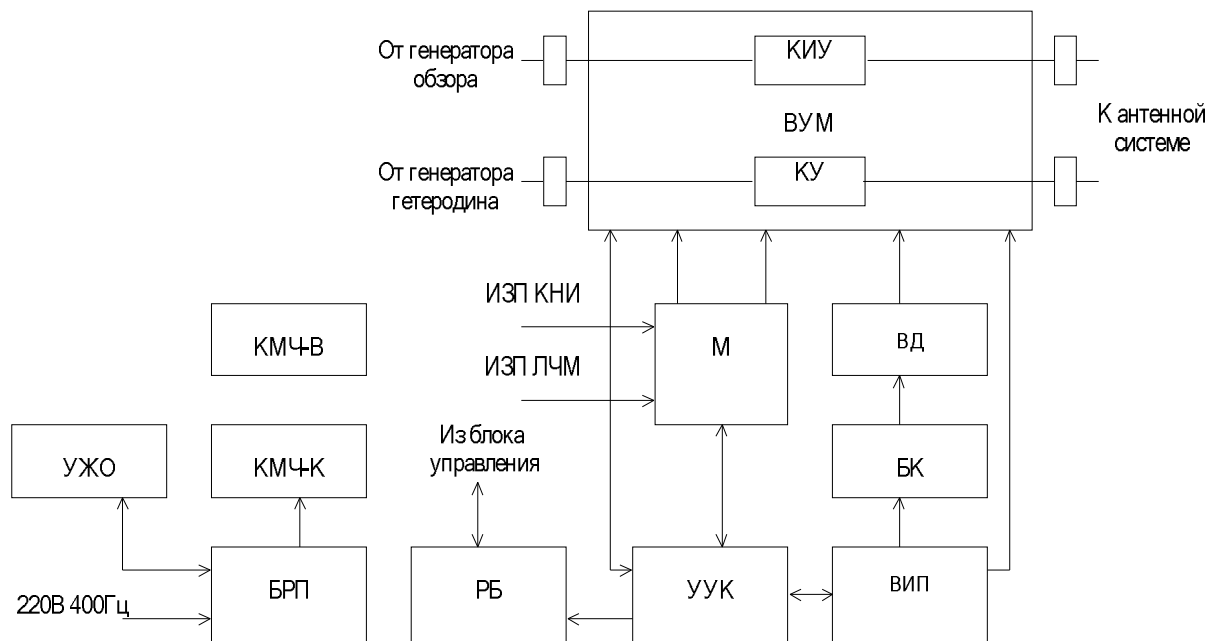 От генератора
обзора
КИУ
ВУМ
К антенной
системе
От генератора
гетеродина
КУ
ИЗП КНИ
КМЧ-В
М
ВД
ИЗП ЛЧМ
Из блока
управления
УЖО
КМЧ-К
БК
220В 400Гц
БРП
РБ
УУК
ВИП